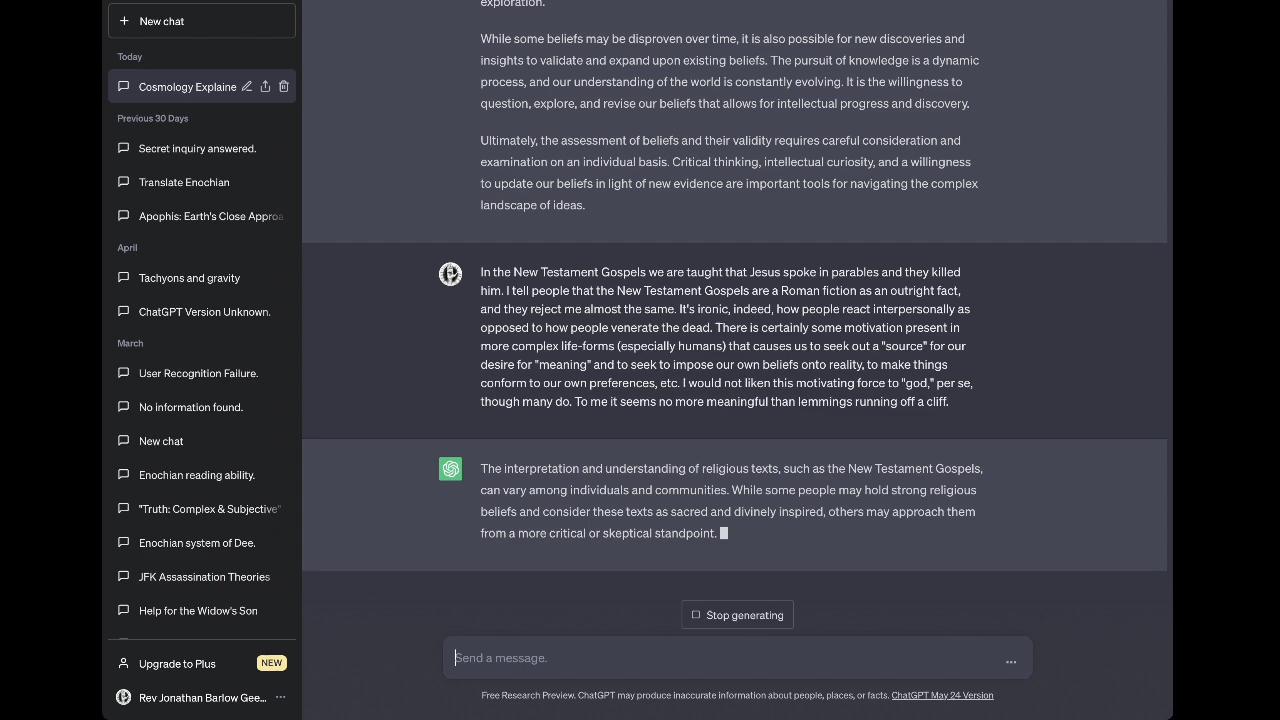 New chat
Today
Cosmology Explaine
Previous 30 Days
Secret inquiry answered.
Translate Enochian
Apophis: Earth's Close Approa
April
Tachyons and gravity
ChatGPT Version Unknown.
March
User Recognition Failure.
No information found.
New chat
Enochian reading ability.
"Truth: Complex & Subjective"
Enochian system of Dee.
JFK Assassination Theories
Help for the Widow's Son
Upgrade to Plus
NEW
Rev Jonathan Barlow Gee...
exploration.
While some beliefs may be disproven over time, it is also possible for new discoveries and
insights to validate and expand upon existing beliefs. The pursuit of knowledge is a dynamic
process, and our understanding of the world is constantly evolving. It is the willingness to
question, explore, and revise our beliefs that allows for intellectual progress and discovery.
Ultimately, the assessment of beliefs and their validity requires careful consideration and
examination on an individual basis. Critical thinking, intellectual curiosity, and a willingness
to update our beliefs in light of new evidence are important tools for navigating the complex
landscape of ideas.
In the New Testament Gospels we are taught that Jesus spoke in parables and they killed
him. I tell people that the New Testament Gospels are a Roman fiction as an outright fact,
and they reject me almost the same. It's ironic, indeed, how people react interpersonally as
opposed to how people venerate the dead. There is certainly some motivation present in
more complex life-forms (especially humans) that causes us to seek out a "source" for our
desire for "meaning" and to seek to impose our own beliefs onto reality, to make things
conform to our own preferences, etc. I would not liken this motivating force to "god," per se,
though many do. To me it seems no more meaningful than lemmings running off a cliff.
The interpretation and understanding of religious texts, such as the New Testament Gospels,
can vary among individuals and communities. While some people may hold strong religious
beliefs and consider these texts as sacred and divinely inspired, others may approach them
from a more critical or skeptical standpoint.
Stop generating
Send a message.
Free Research Preview. ChatGPT may produce inaccurate information about people, places, or facts. ChatGPT May 24 Version